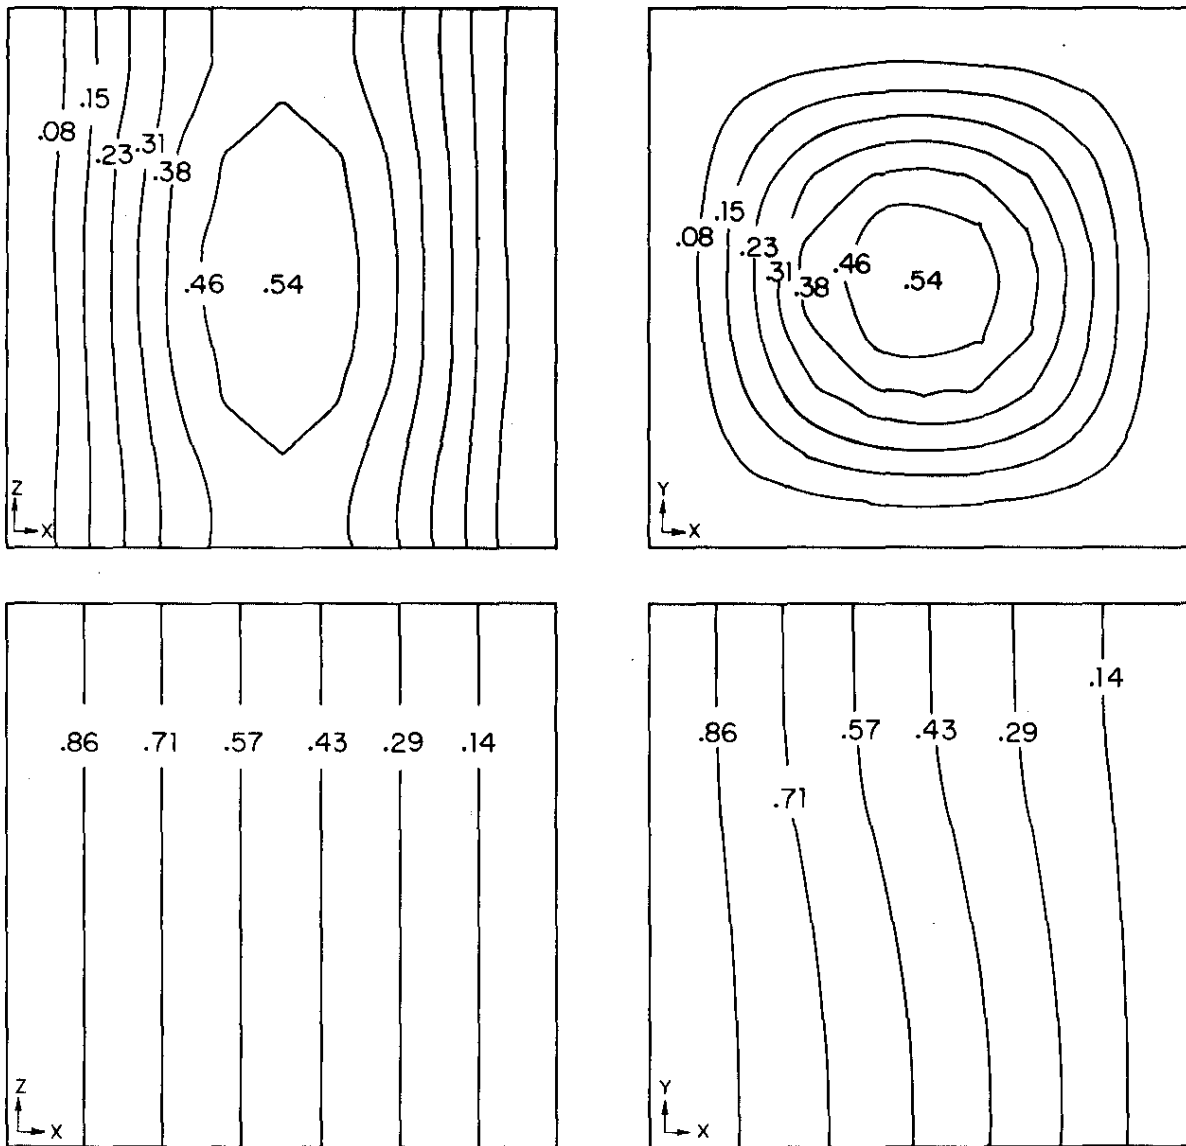 .15
.08
.23
.31
.38
.46
.54
Z
X
.15
.08
.23
.31
.38
.46
.54
Y
X
.86 .71 .57 .43 .29 .14
Z
X
.14
.86
.57 .43 .29
.71
Y
X